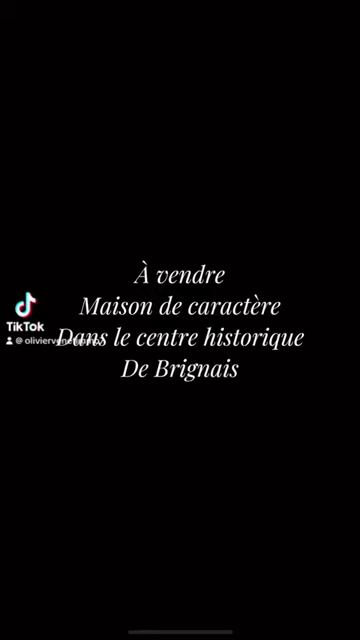 À vendre
Maison de caractère
Dans le centre historique
De Brignais
TikTok